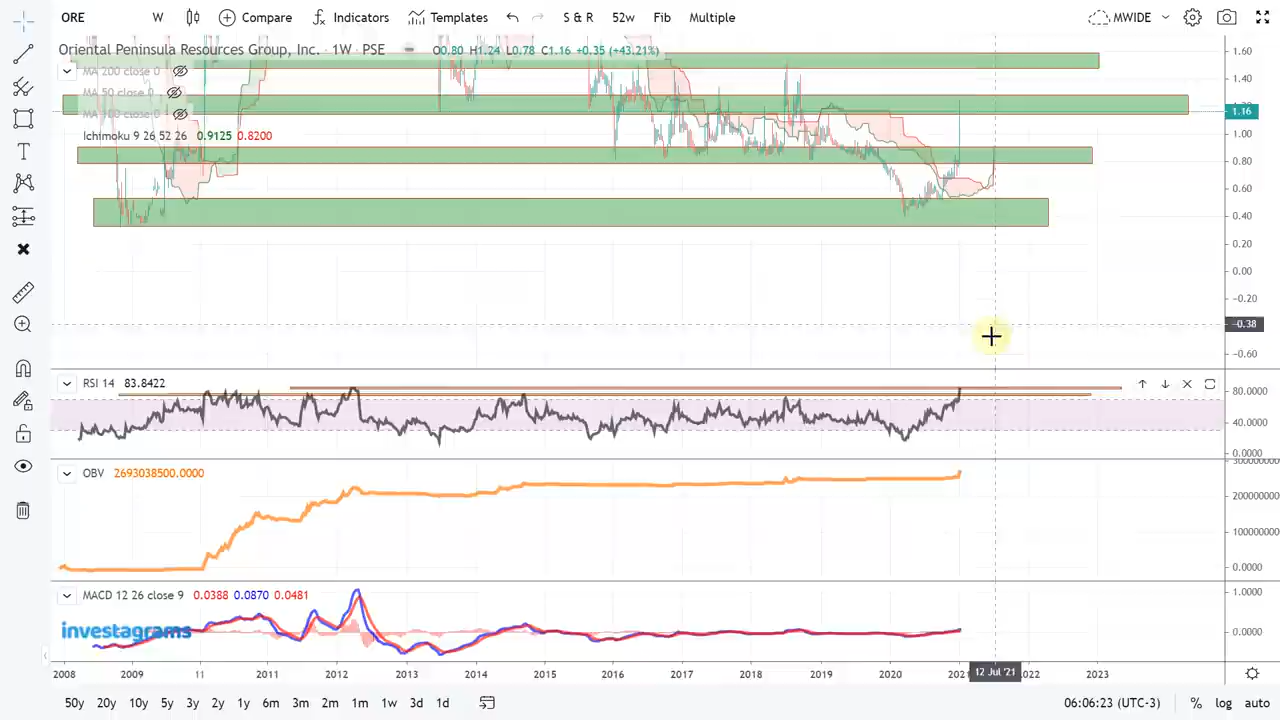 ORE W Compare Indicators Templates S & R 52w Fib Multiple MWIDE
Oriental Peninsula Resources Group, Inc. · 1W · PSE O0.80 H1.24 L0.78 C1.16 +0.35 (+43.21%)
MA 200 close 0
MA 50 close 0
MA 100 close 0
Ichimoku 9 26 52 26 0.9125 0.8200
1.60
1.40
1.20
1.16
1.00
0.80
0.60
0.40
0.20
0.00
−0.20
−0.38
−0.60
RSI 14 83.8422
80.0000
40.0000
0.0000
OBV 2693038500.0000
300000000
200000000
100000000
0.0000
MACD 12 26 close 9 0.0388 0.0870 0.0481
1.0000
0.0000
investagrams
2008 2009 11 2011 2012 2013 2014 2015 2016 2017 2018 2019 2020 2021 12 Jul '21 2022 2023
50y 20y 10y 5y 3y 2y 1y 6m 3m 2m 1m 1w 3d 1d 06:06:23 (UTC-3) % log auto